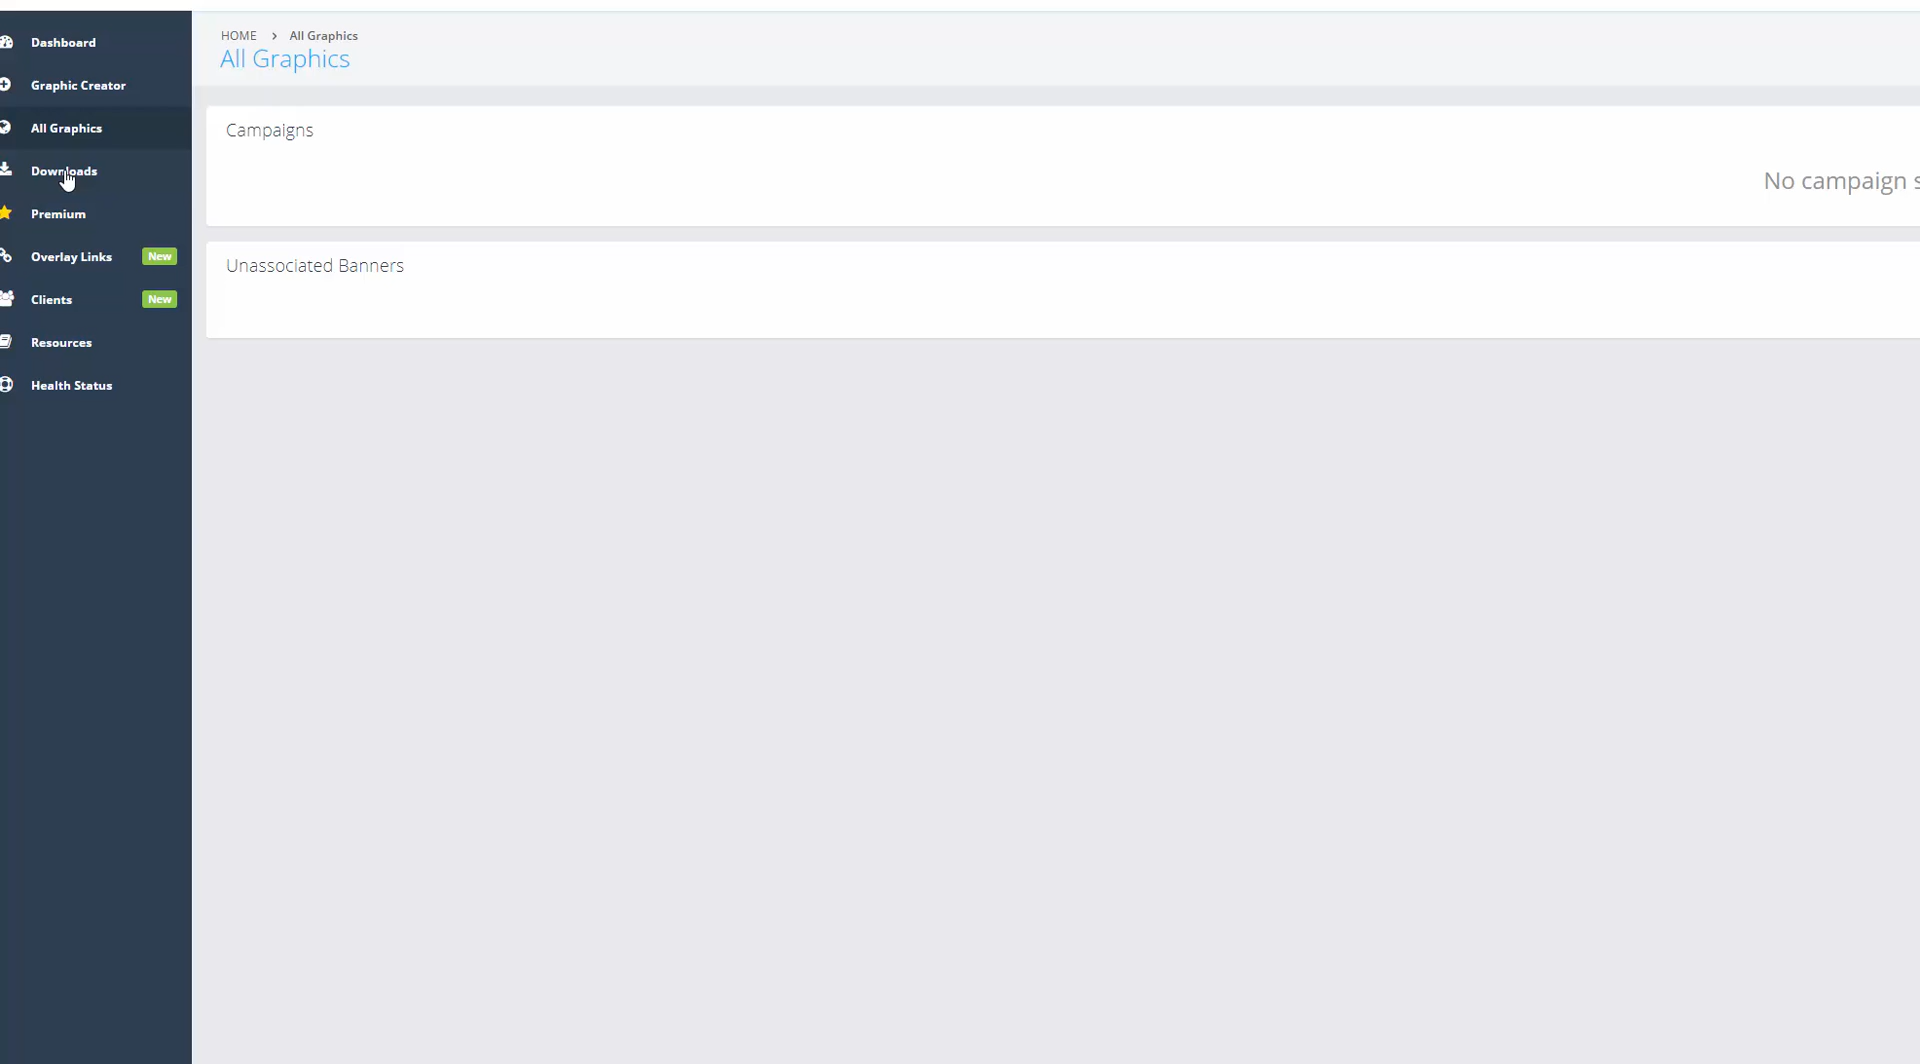 Dashboard
Graphic Creator
All Graphics
Downloads
Premium
Overlay Links New
Clients New
Resources
Health Status
HOME > All Graphics
All Graphics
Campaigns
No campaign s
Unassociated Banners